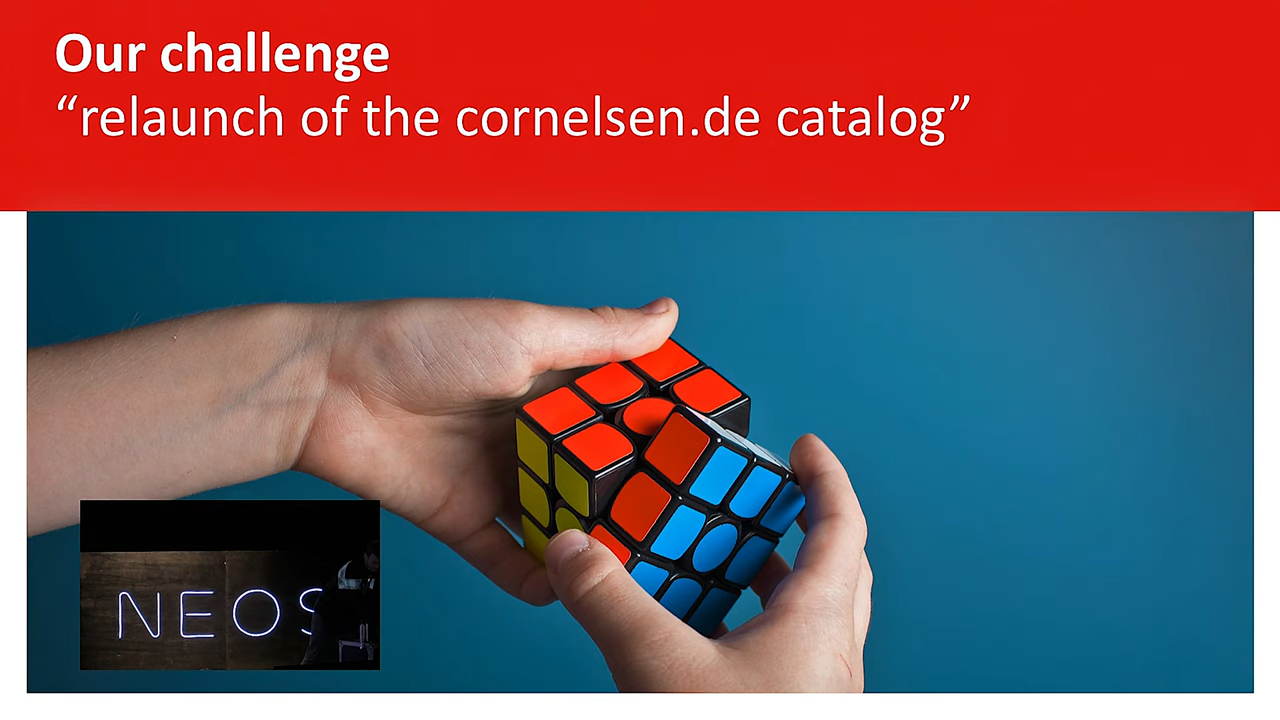 Our challenge
“relaunch of the cornelsen.de catalog”
NEOS